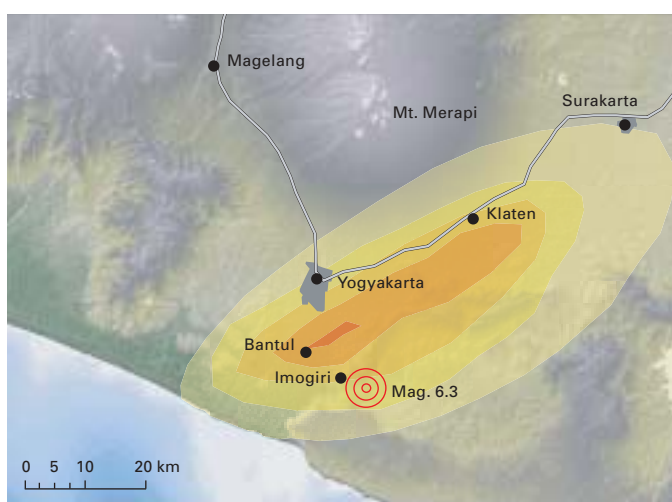 Magelang
Surakarta
Mt. Merapi
Klaten
Yogyakarta
Bantul
Imogiri
Mag. 6.3
0 5 10 20 km